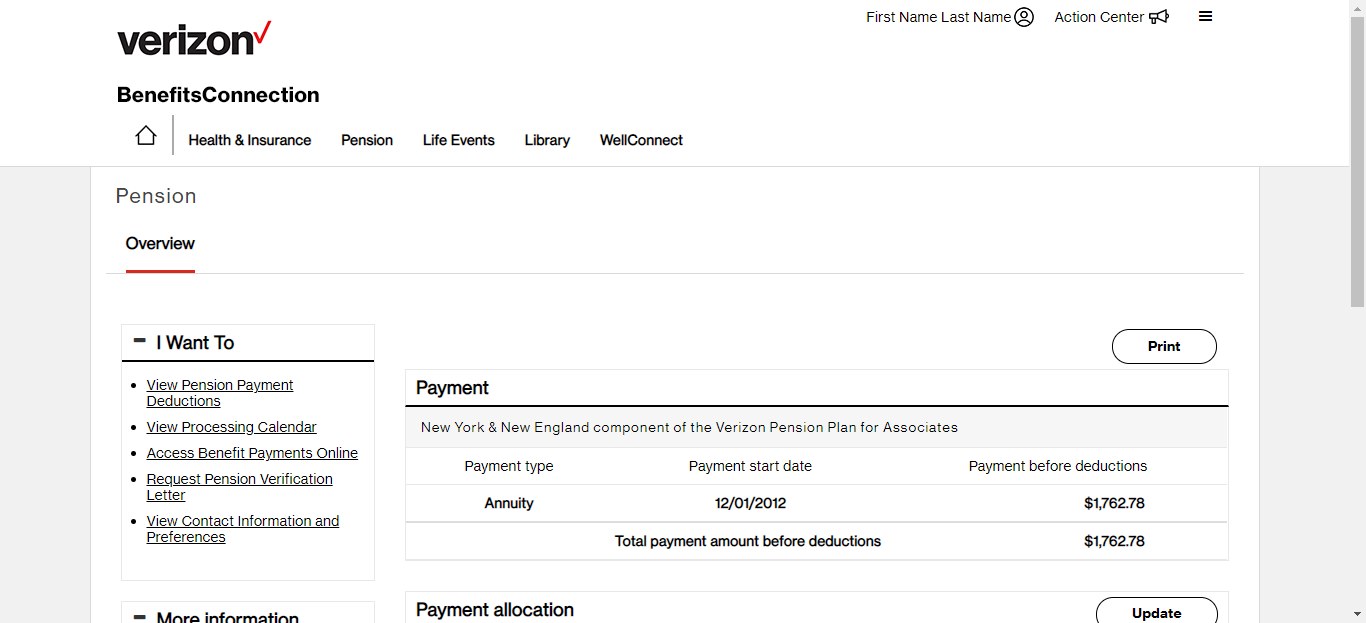 First Name Last Name
Action Center
verizon
BenefitsConnection
Health & Insurance
Pension
Life Events
Library
WellConnect
Pension
Overview
I Want To
View Pension Payment
Deductions
View Processing Calendar
Access Benefit Payments Online
Request Pension Verification
Letter
View Contact Information and
Preferences
More information
Print
Payment
New York & New England component of the Verizon Pension Plan for Associates
Payment type Payment start date Payment before deductions
Annuity 12/01/2012 $1,762.78
Total payment amount before deductions $1,762.78
Payment allocation
Update